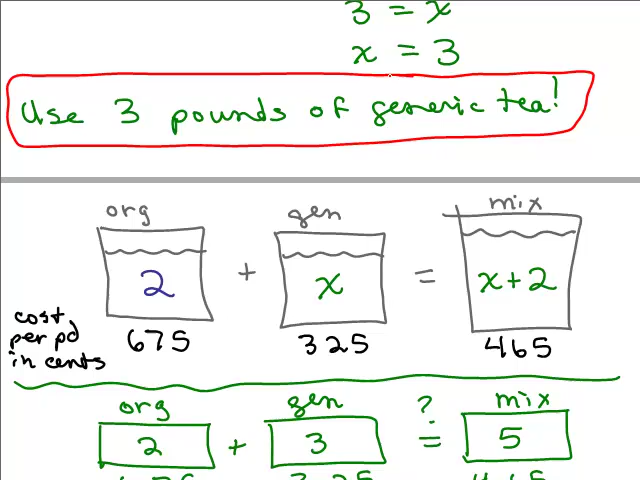 3 = x
x = 3
Use 3 pounds of generic tea!
org gen mix
2 + x = x+2
cost per pd in cents
675 325 465
org gen ? mix
2 + 3 = 5